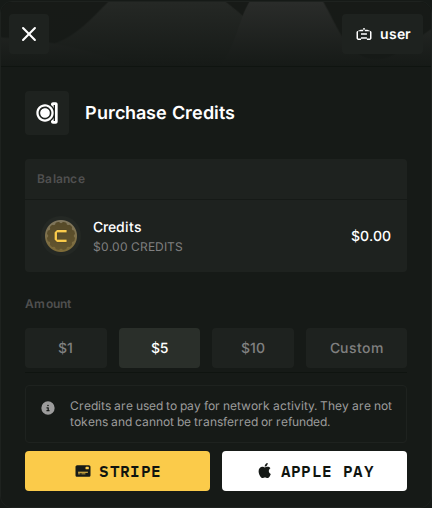 user
Purchase Credits
Balance
Credits
$0.00 CREDITS
$0.00
Amount
$1
$5
$10
Custom
Credits are used to pay for network activity. They are not
tokens and cannot be transferred or refunded.
STRIPE
APPLE PAY